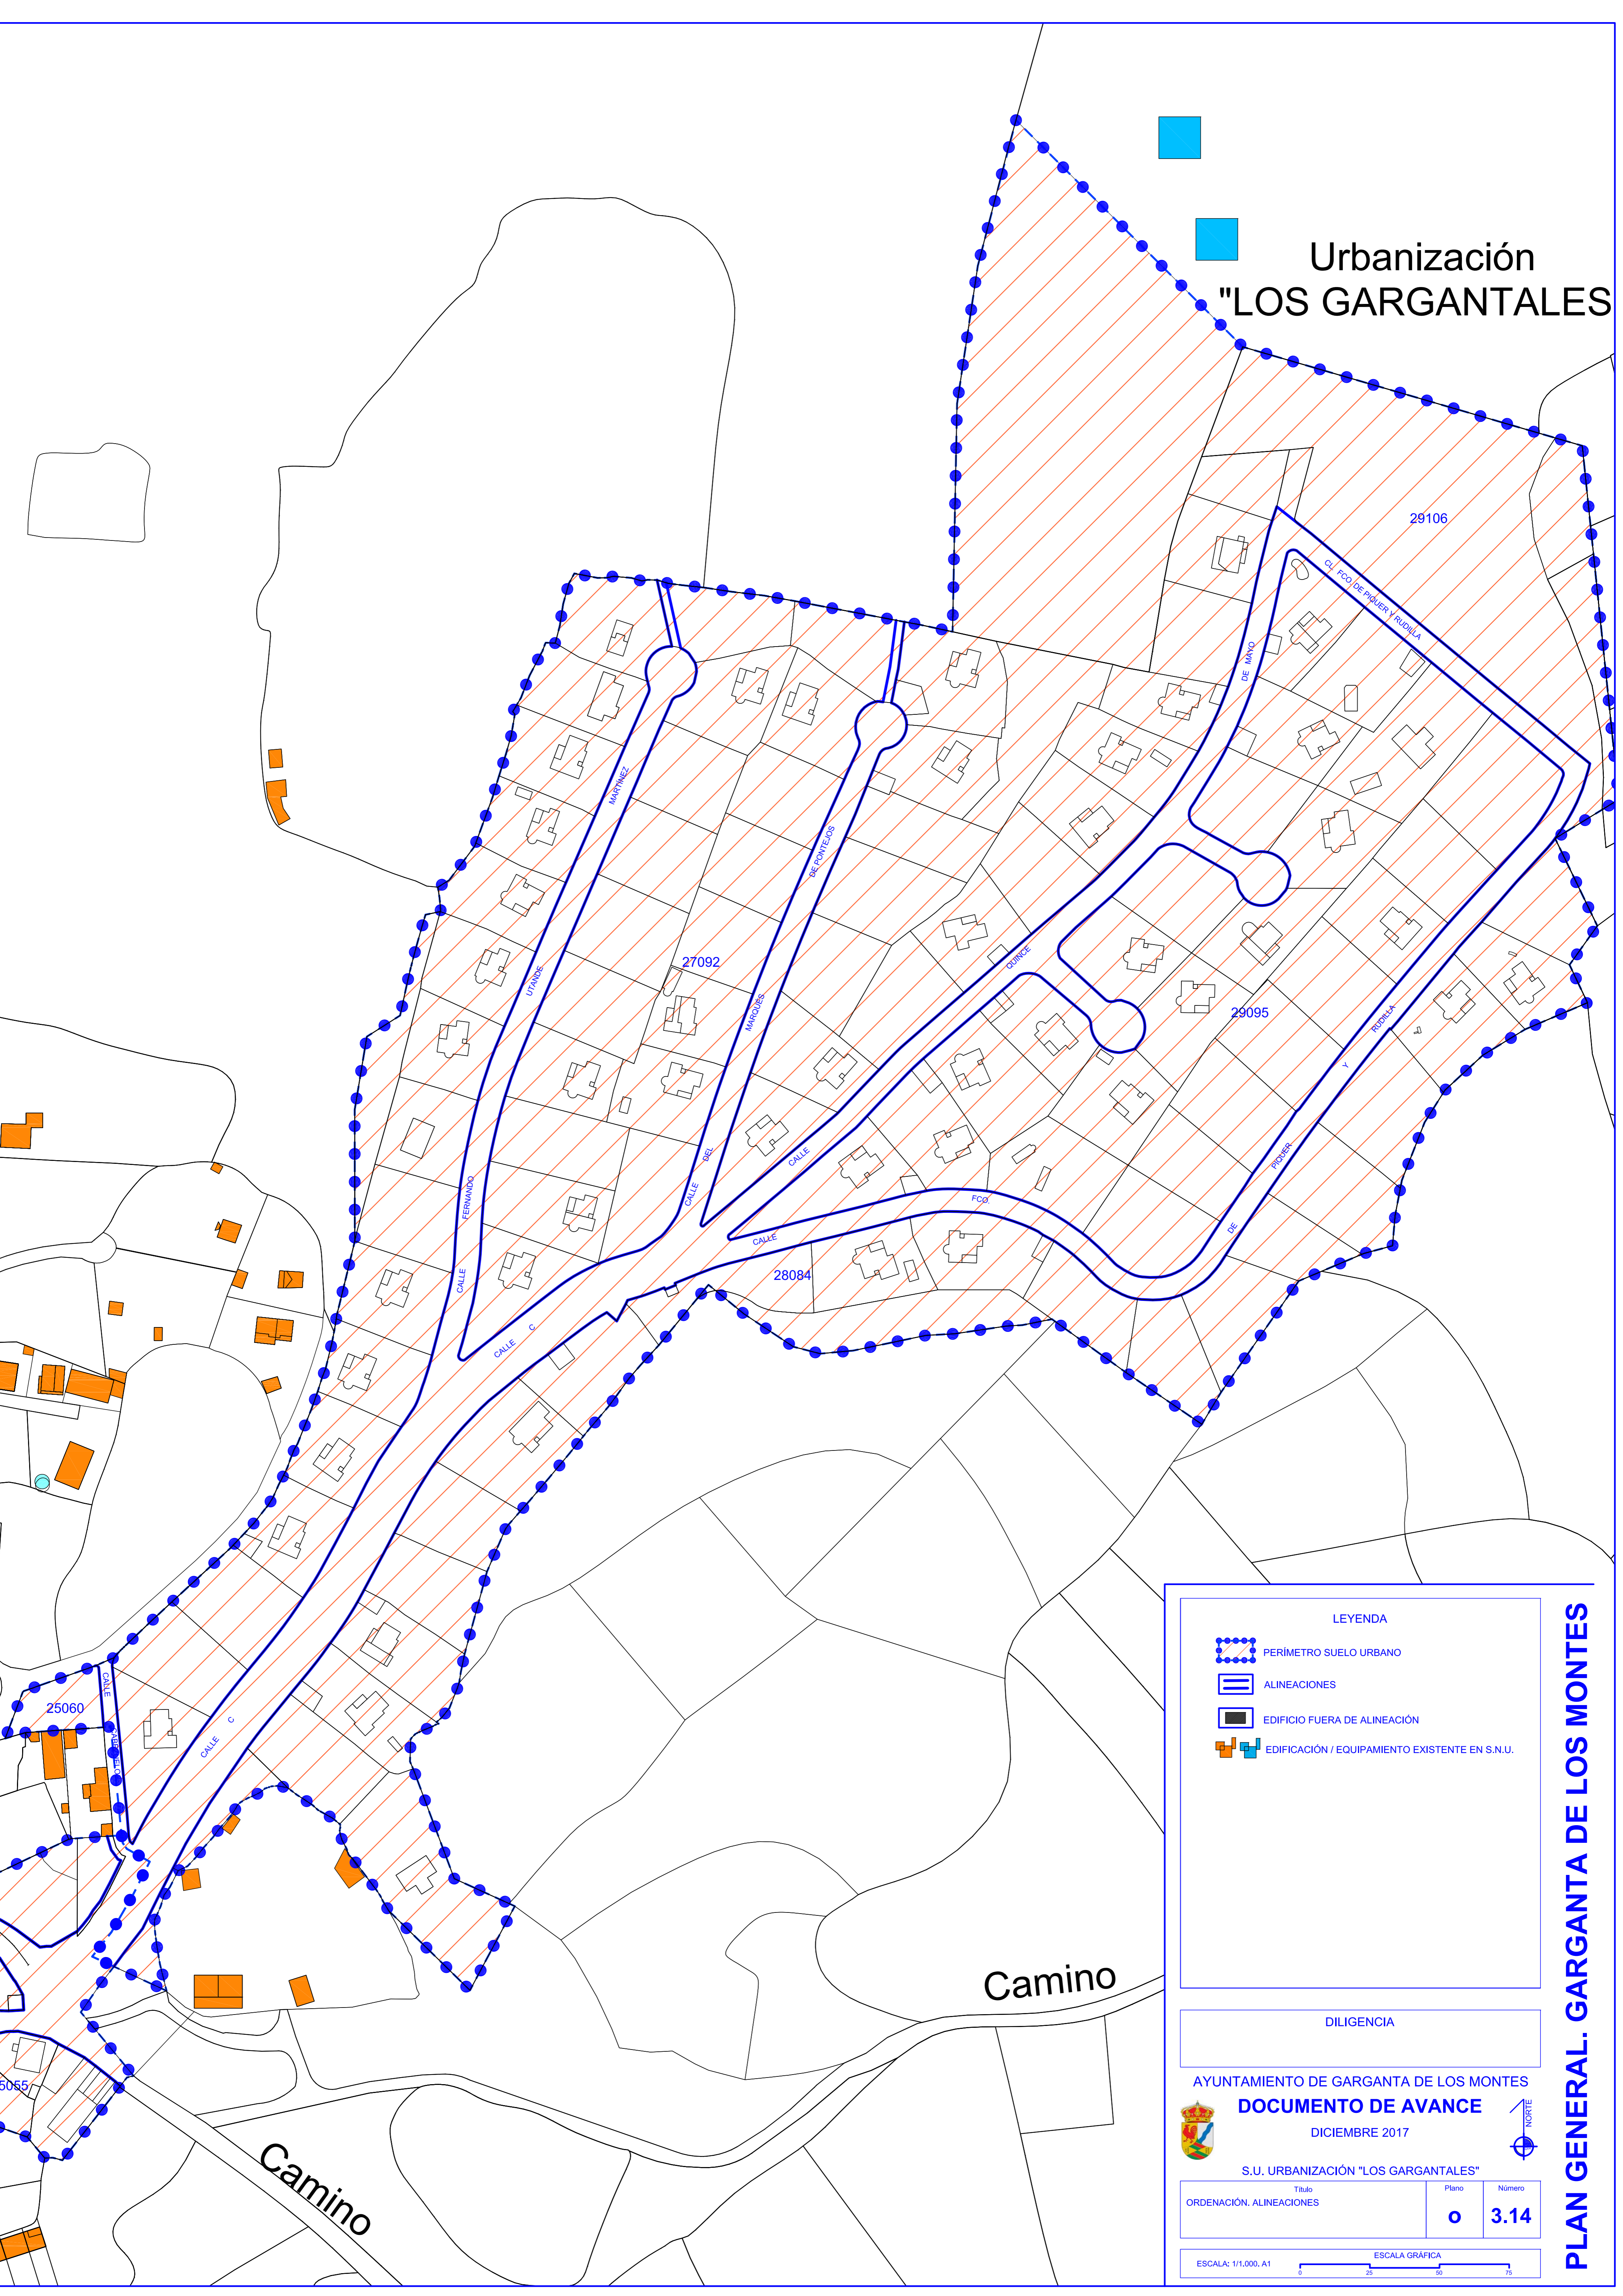 Urbanización
"LOS GARGANTALES
29106
CL. FCO. DE PIQUER Y RUDILLA
DE MAYO
MARTÍNEZ
DE PONTEJOS
27092
UTANDE
QUINCE
MARQUÉS
29095
RUDILLA
Y
PIQUER
DEL
CALLE
CALLE
FERNANDO
FCO.
DE
CALLE
28084
CALLE
CALLE C
25060
CALLE
CALLE C
5055
Camino
Camino
LEYENDA
PERÍMETRO SUELO URBANO
ALINEACIONES
EDIFICIO FUERA DE ALINEACIÓN
EDIFICACIÓN / EQUIPAMIENTO EXISTENTE EN S.N.U.
DILIGENCIA
AYUNTAMIENTO DE GARGANTA DE LOS MONTES
DOCUMENTO DE AVANCE
DICIEMBRE 2017
NORTE
S.U. URBANIZACIÓN "LOS GARGANTALES"
Título
ORDENACIÓN. ALINEACIONES
Plano
o
Número
3.14
ESCALA: 1/1.000. A1
ESCALA GRÁFICA
0 25 50 75
PLAN GENERAL. GARGANTA DE LOS MONTES